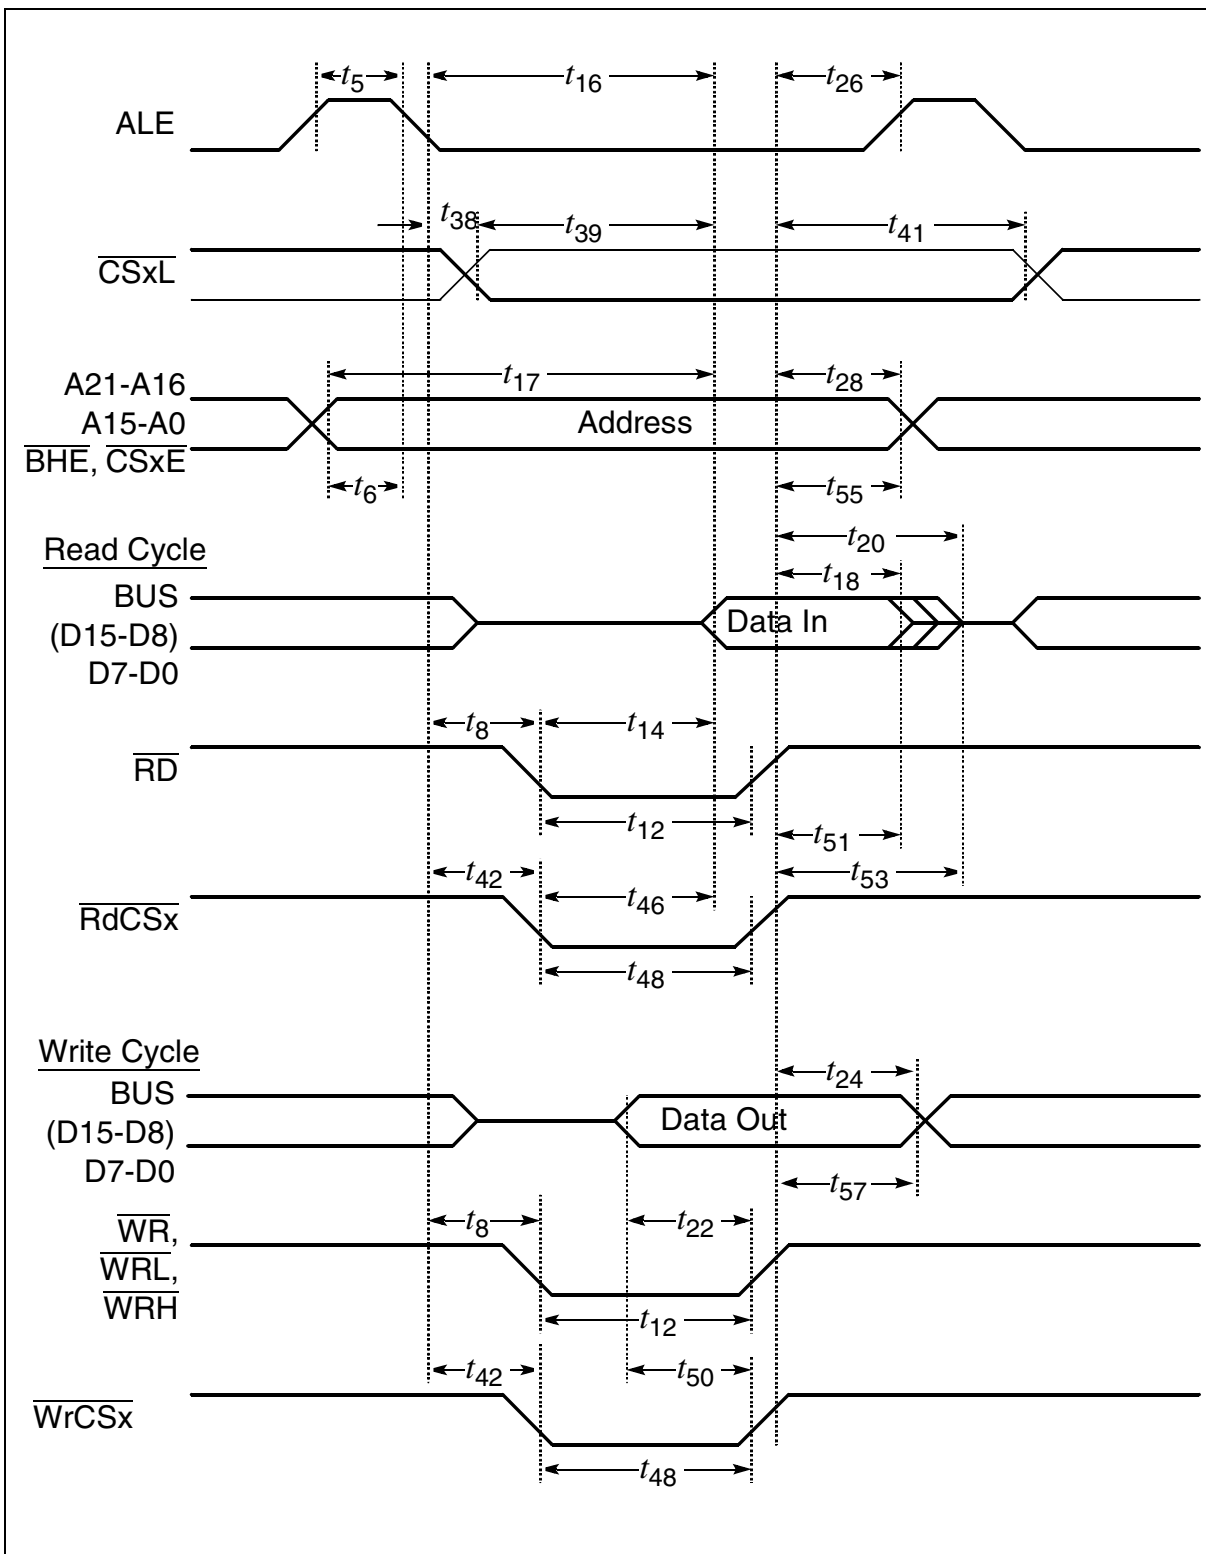 t5 t16 t26
ALE
t38 t39 t41
CSxL
A21-A16
t17 t28
A15-A0
Address
BHE, CSxE
t6 t55
Read Cycle
t20
BUS
t18
(D15-D8)
Data In
D7-D0
t8 t14
RD
t12 t51
t42 t46 t53
RdCSx
t48
Write Cycle
t24
BUS
(D15-D8)
Data Out
D7-D0
t57
WR,
t8 t22
WRL,
WRH
t12
t42 t50
WrCSx
t48